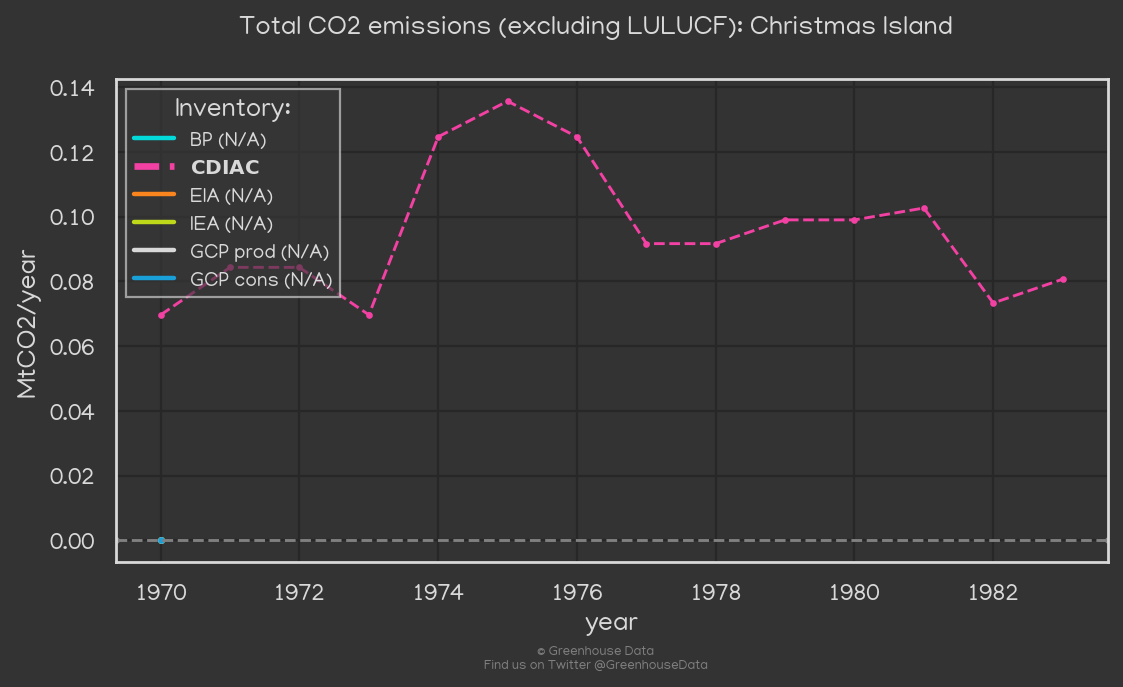 Total CO2 emissions (excluding LULUCF): Christmas Island
0.14
0.12
0.10
0.08
0.06
0.04
0.02
0.00
MtCO2/year
Inventory:
BP (N/A)
CDIAC
EIA (N/A)
IEA (N/A)
GCP prod (N/A)
GCP cons (N/A)
1970 1972 1974 1976 1978 1980 1982
year
© Greenhouse Data
Find us on Twitter @GreenhouseData